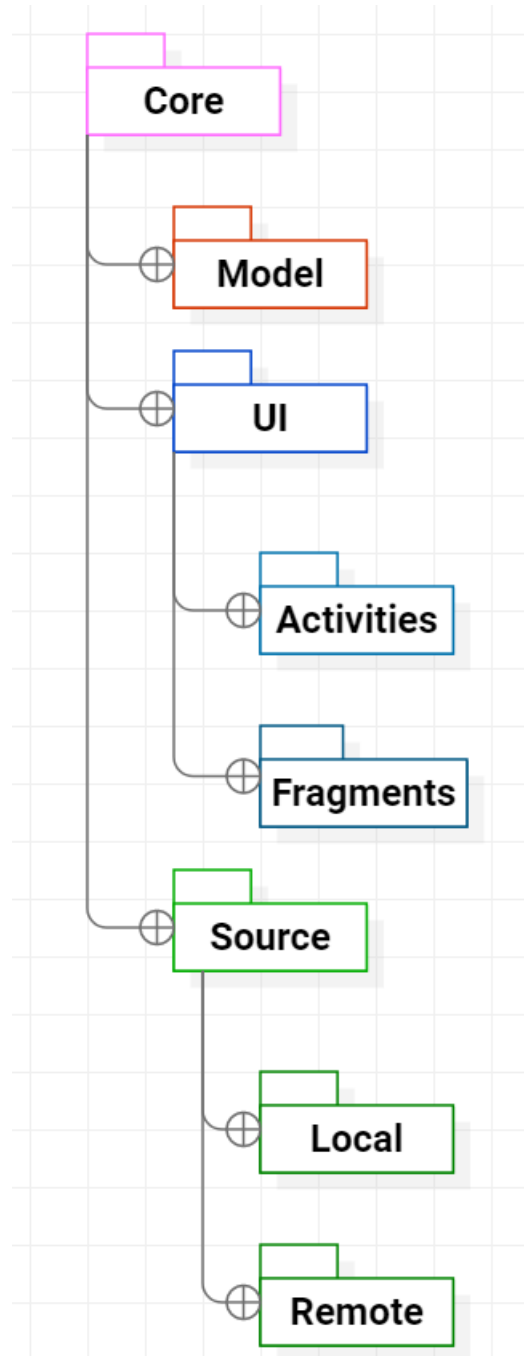 Core
Model
UI
Activities
Fragments
Source
Local
Remote